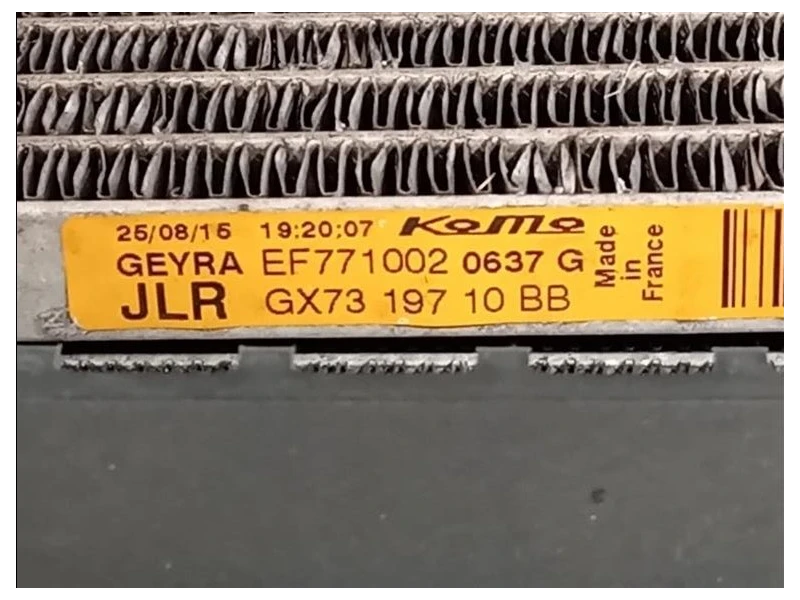 25/08/15 19:20:07 KoMo
GEYRA EF771002 0637 G
JLR GX73 197 10 BB
Made
in
France